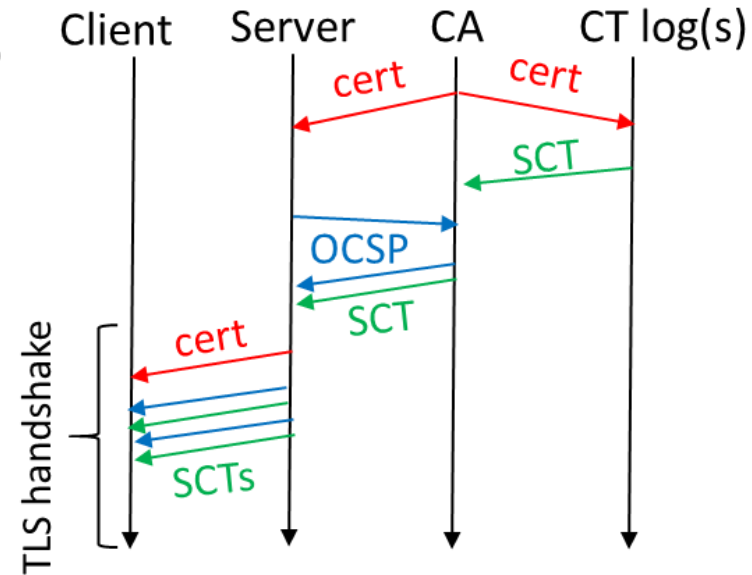 Client Server CA CT log(s)
cert cert
SCT
OCSP
SCT
cert
SCTs
TLS handshake